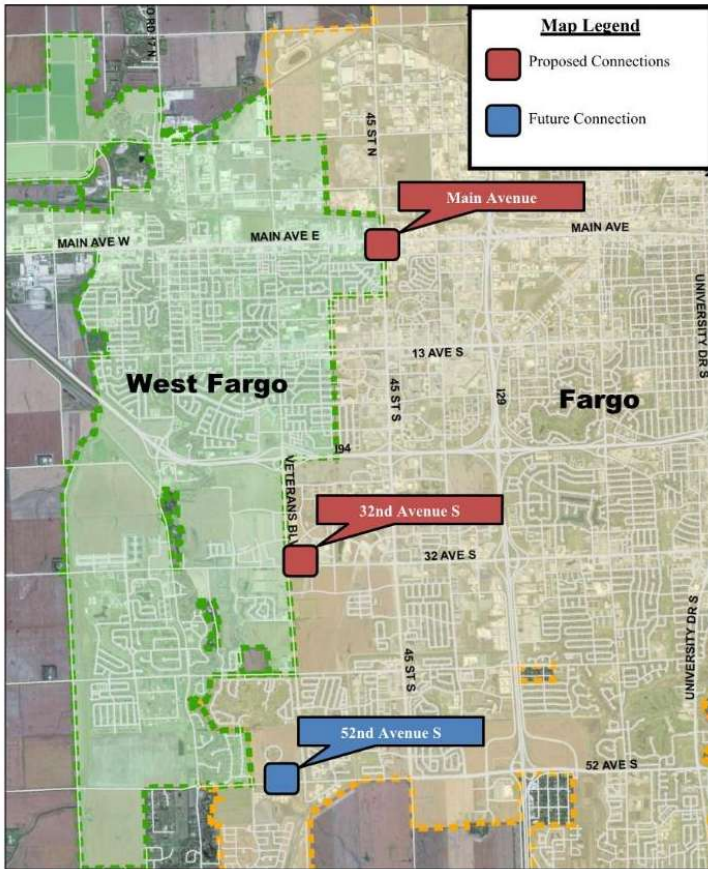 Map Legend
Proposed Connections
Future Connection
45 ST N
Main Avenue
MAIN AVE W
MAIN AVE E
MAIN AVE
UNIVERSITY DR S
13 AVE S
West Fargo
45 ST S
I29
Fargo
I94
VETERANS BLV
32nd Avenue S
32 AVE S
UNIVERSITY DR S
45 ST S
52nd Avenue S
52 AVE S